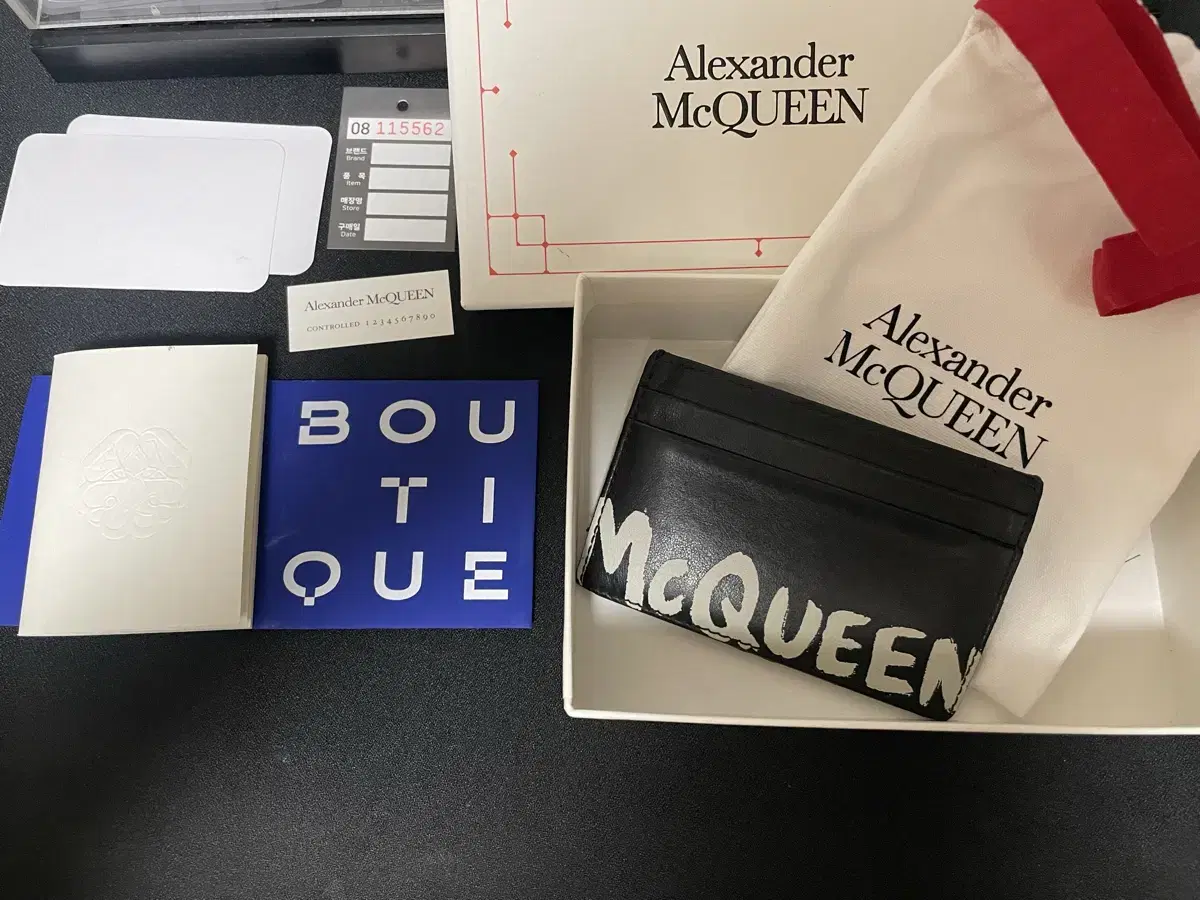 Alexander
McQUEEN
08 115562
브랜드
Brand
품 목
Item
매장명
Store
구매일
Date
Alexander McQUEEN
CONTROLLED 1234567890
BOU
TI
QUE
Alexander
McQUEEN
McQUEEN